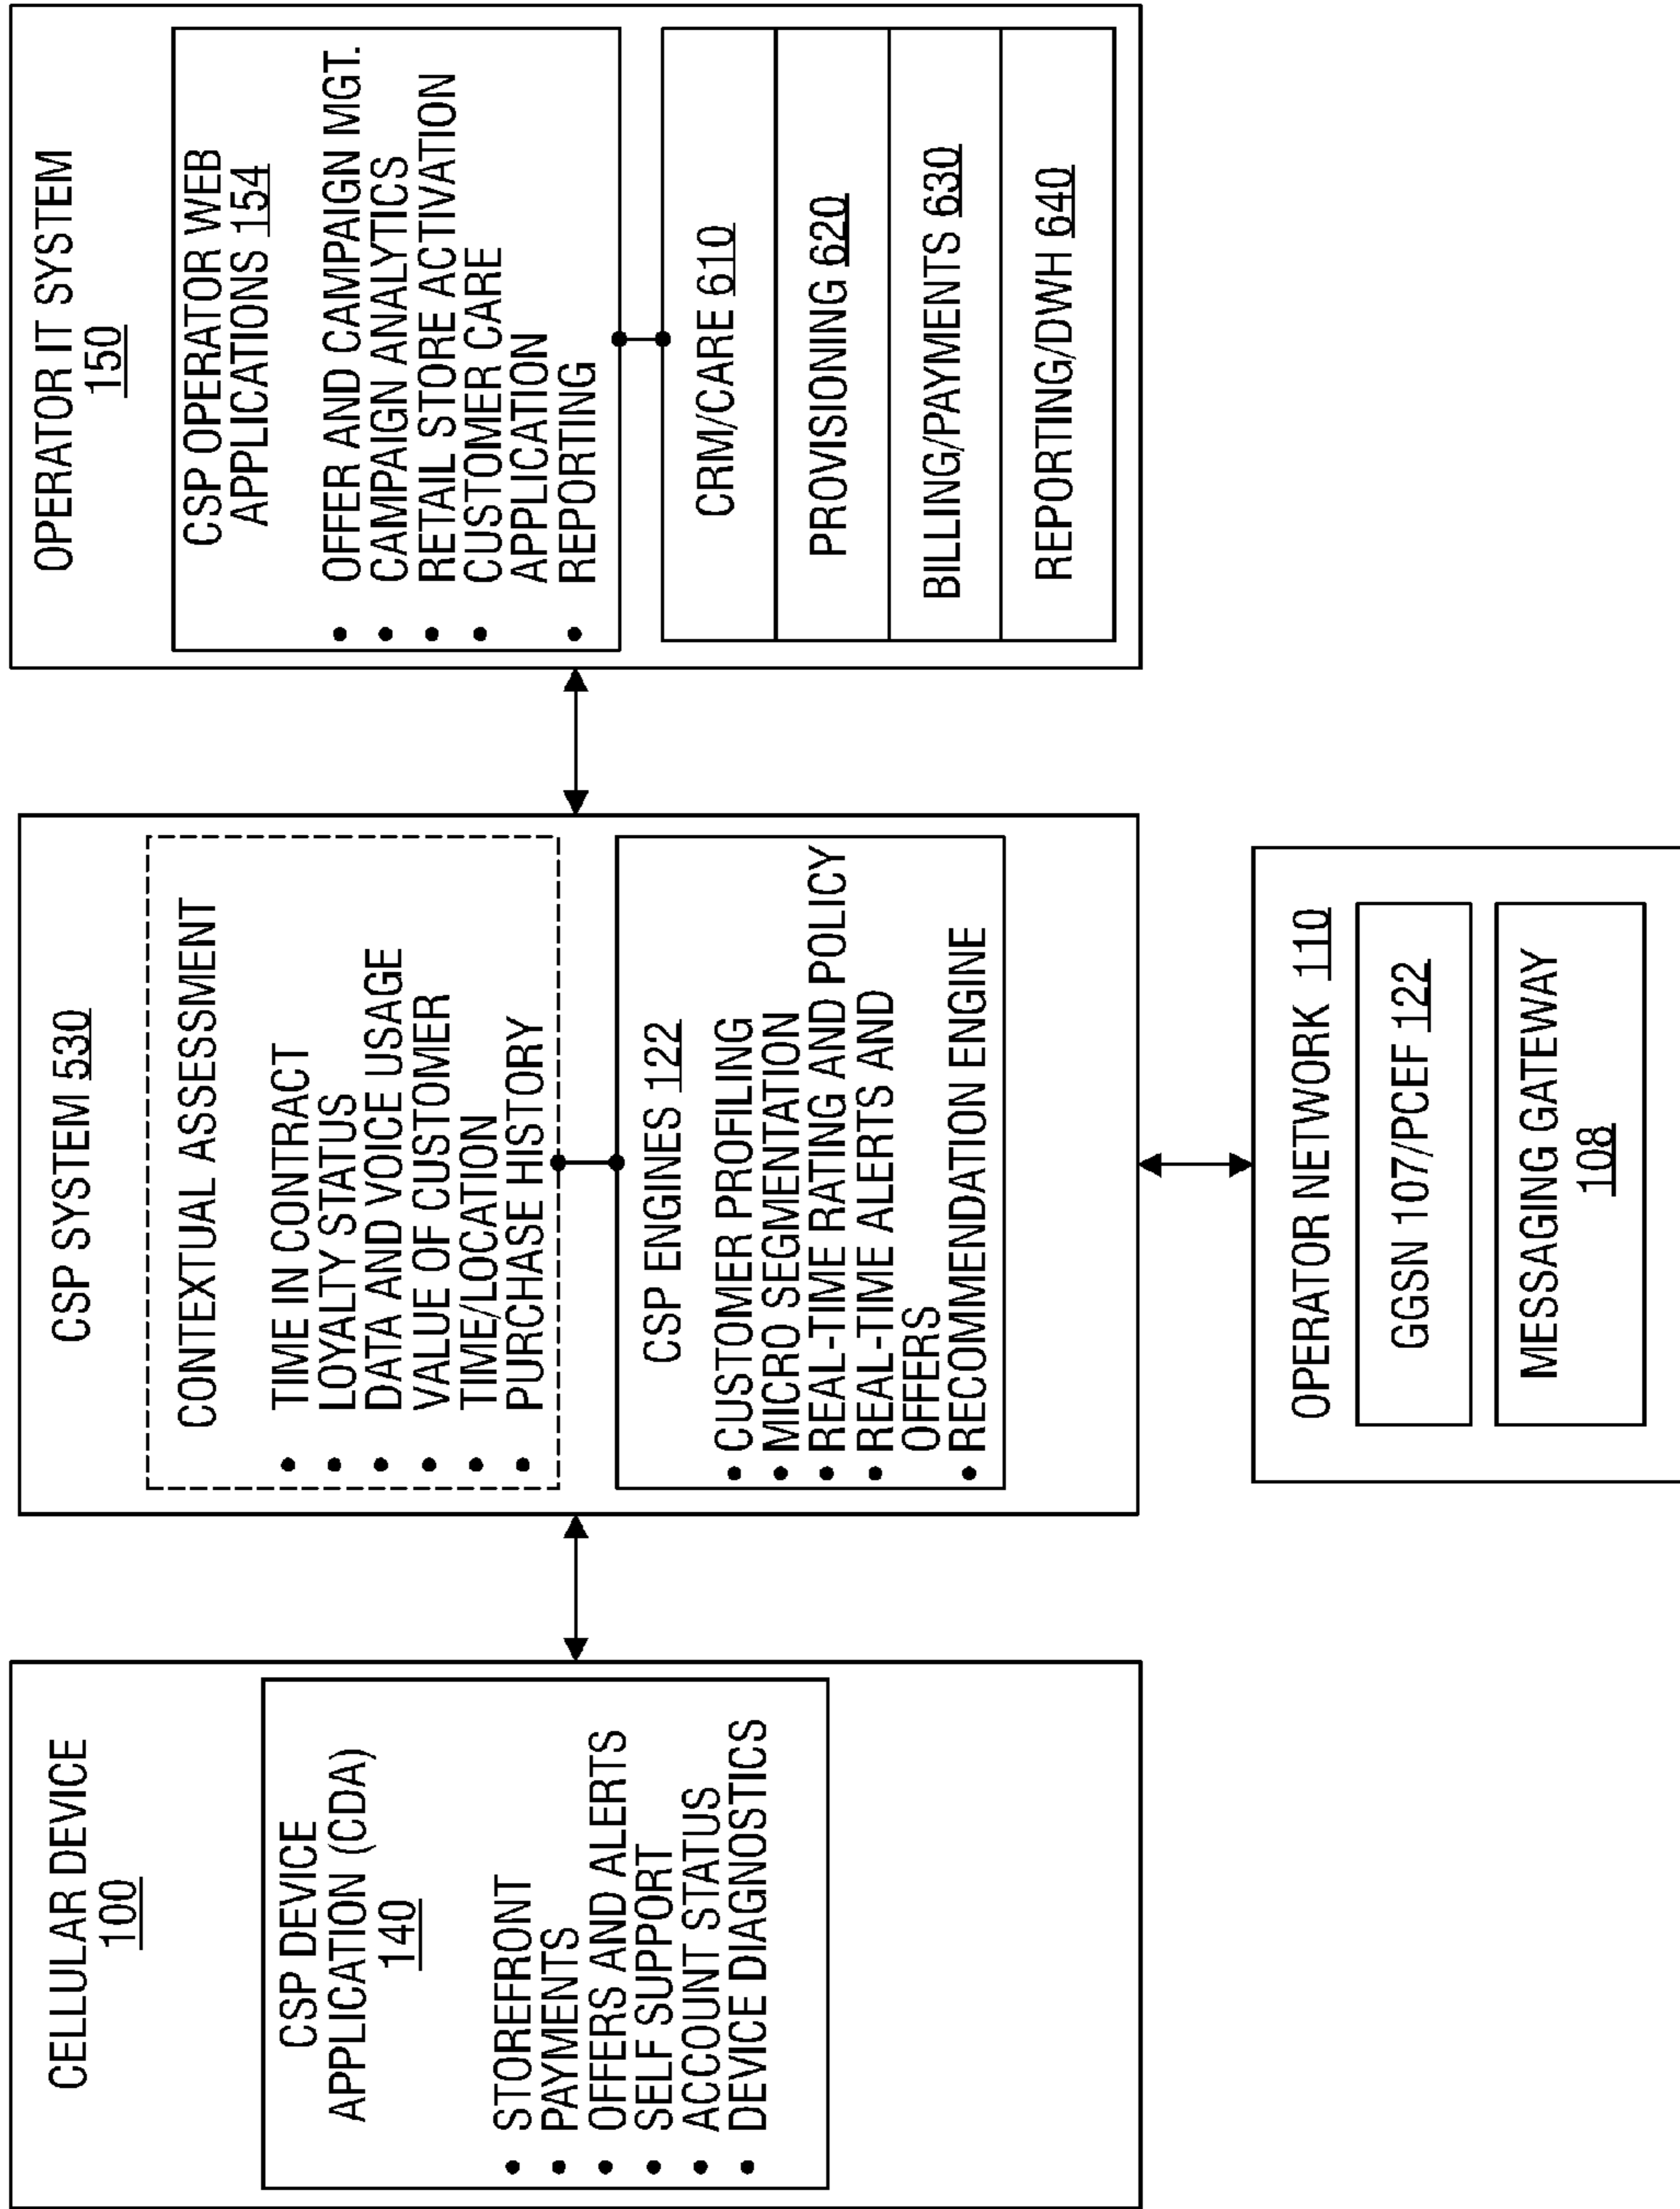 CELLULAR DEVICE
100
CSP DEVICE
APPLICATION (CDA)
140
• STOREFRONT
• PAYMENTS
• OFFERS AND ALERTS
• SELF SUPPORT
• ACCOUNT STATUS
• DEVICE DIAGNOSTICS
CSP SYSTEM 530
CONTEXTUAL ASSESSMENT
• TIME IN CONTRACT
• LOYALTY STATUS
• DATA AND VOICE USAGE
• VALUE OF CUSTOMER
• TIME/LOCATION
• PURCHASE HISTORY
CSP ENGINES 122
• CUSTOMER PROFILING
• MICRO SEGMENTATION
• REAL-TIME RATING AND POLICY
• REAL-TIME ALERTS AND
OFFERS
• RECOMMENDATION ENGINE
OPERATOR IT SYSTEM
150
CSP OPERATOR WEB
APPLICATIONS 154
• OFFER AND CAMPAIGN MGT.
• CAMPAIGN ANALYTICS
• RETAIL STORE ACTIVATION
• CUSTOMER CARE
APPLICATION
• REPORTING
CRM/CARE 610
PROVISIONING 620
BILLING/PAYMENTS 630
REPORTING/DWH 640
OPERATOR NETWORK 110
GGSN 107/PCEF 122
MESSAGING GATEWAY
108